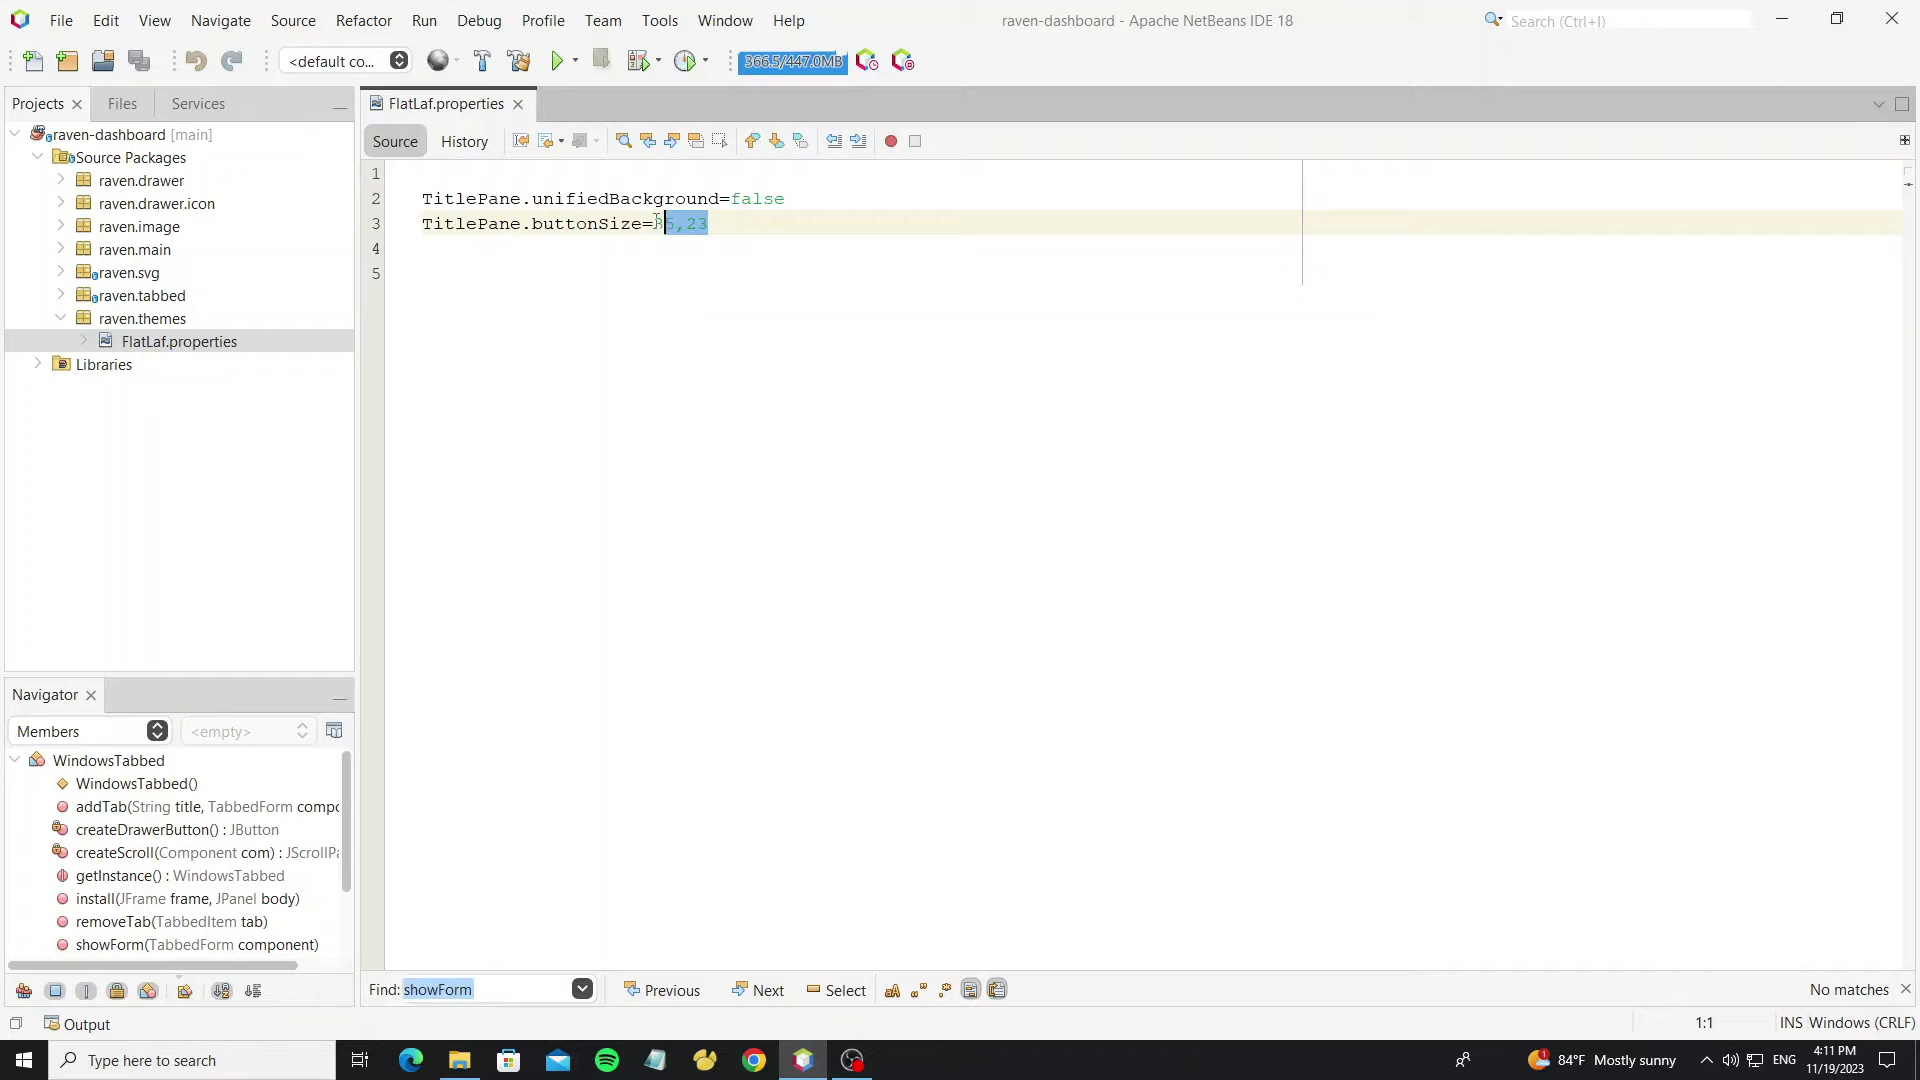 File Edit View Navigate Source Refactor Run Debug Profile Team Tools Window Help
raven-dashboard - Apache NetBeans IDE 18
Search (Ctrl+I)
<default co...
366.5/447.0MB
Projects Files Services
FlatLaf.properties
Source History
raven-dashboard [main]
Source Packages
raven.drawer
raven.drawer.icon
raven.image
raven.main
raven.svg
raven.tabbed
raven.themes
FlatLaf.properties
Libraries
1
2 TitlePane.unifiedBackground=false
3 TitlePane.buttonSize=35,23
4
5
Navigator
Members
<empty>
WindowsTabbed
WindowsTabbed()
addTab(String title, TabbedForm compo
createDrawerButton() : JButton
createScroll(Component com) : JScrollPa
getInstance() : WindowsTabbed
install(JFrame frame, JPanel body)
removeTab(TabbedItem tab)
showForm(TabbedForm component)
Find: showForm
Previous Next Select
No matches
Output
1:1 INS Windows (CRLF)
Type here to search
84°F Mostly sunny
ENG
4:11 PM
11/19/2023